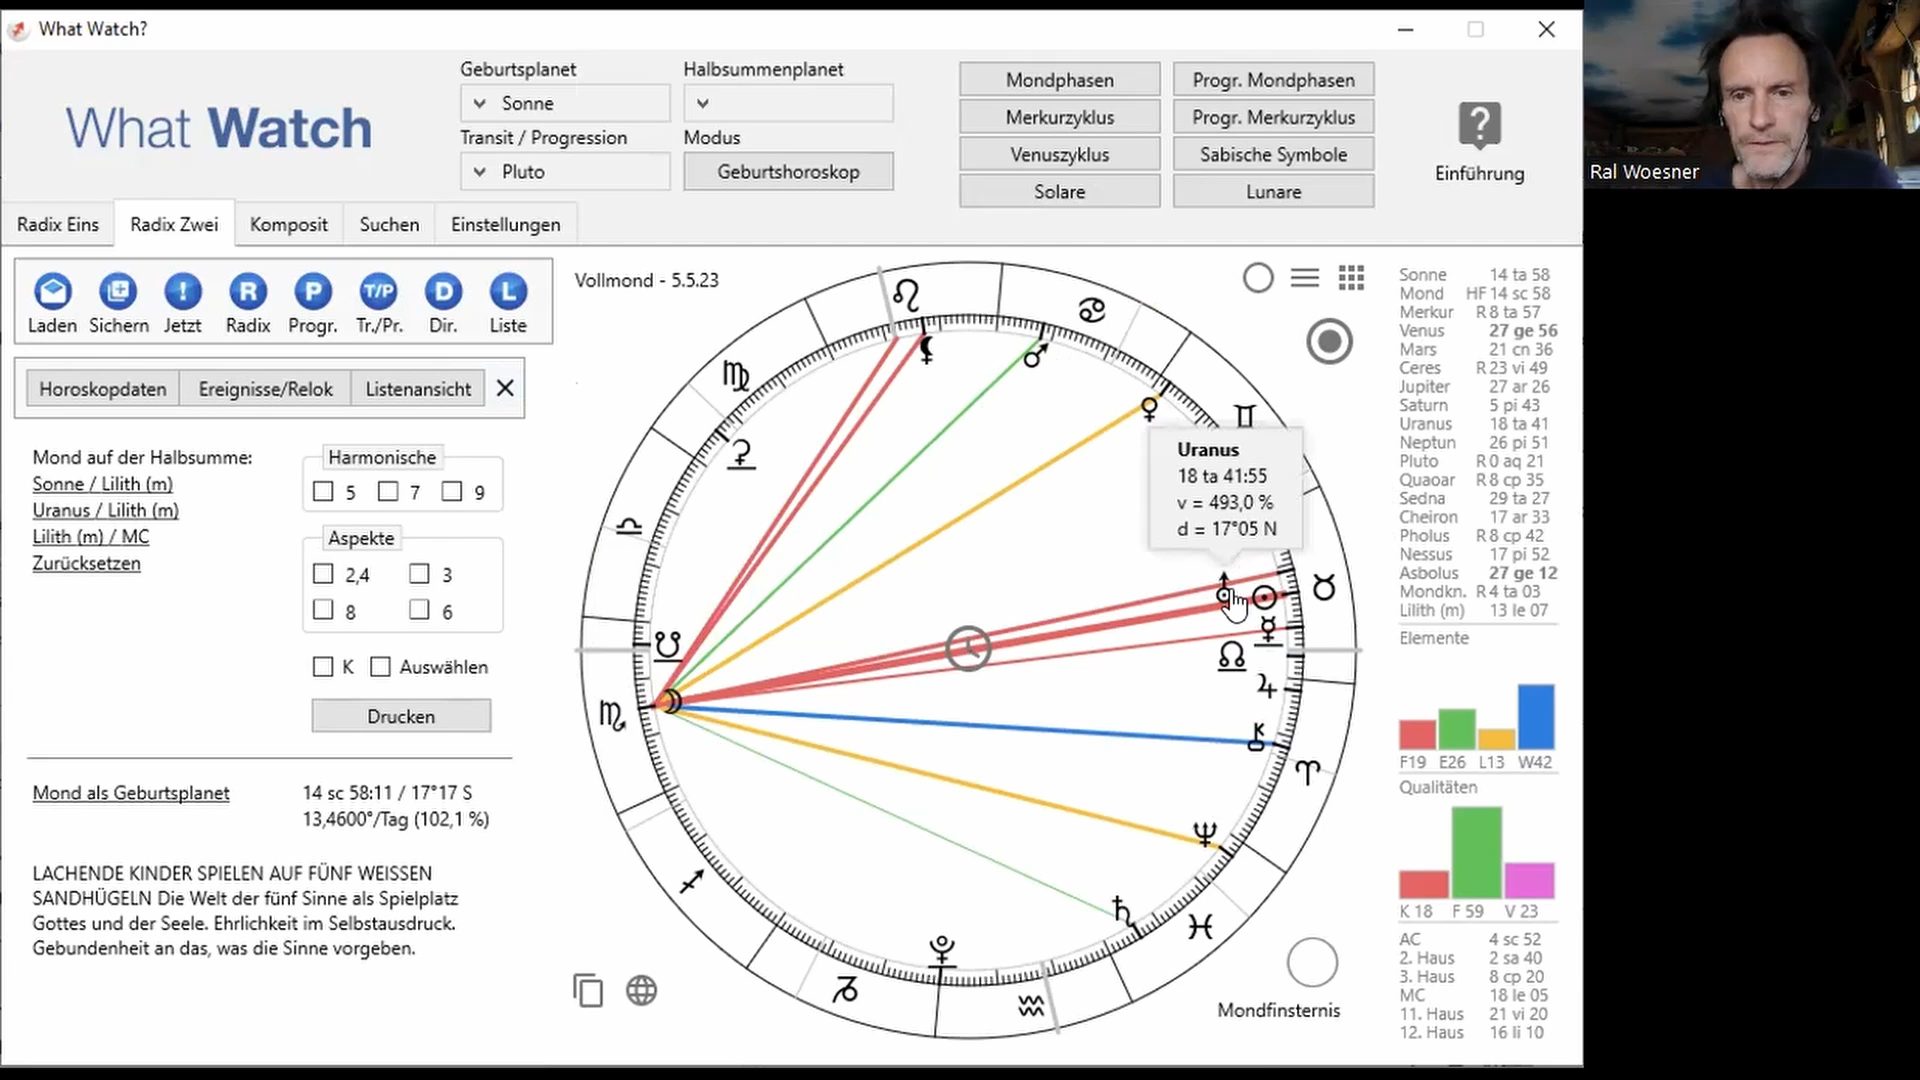 What Watch?
What Watch
Geburtsplanet
Sonne
Halbsummenplanet
Transit / Progression
Pluto
Modus
Geburtshoroskop
Mondphasen
Progr. Mondphasen
Merkurzyklus
Progr. Merkurzyklus
Venuszyklus
Sabische Symbole
Solare
Lunare
?
Einführung
Ral Woesner
Radix Eins
Radix Zwei
Komposit
Suchen
Einstellungen
!
R
P
T/P
D
L
Laden
Sichern
Jetzt
Radix
Progr.
Tr./Pr.
Dir.
Liste
Horoskopdaten
Ereignisse/Relok
Listenansicht
Mond auf der Halbsumme:
Sonne / Lilith (m)
Uranus / Lilith (m)
Lilith (m) / MC
Zurücksetzen
Harmonische
5 7 9
Aspekte
2,4 3
8 6
K Auswählen
Drucken
Mond als Geburtsplanet
14 sc 58:11 / 17°17 S
13,4600°/Tag (102,1 %)
LACHENDE KINDER SPIELEN AUF FÜNF WEISSEN
SANDHÜGELN Die Welt der fünf Sinne als Spielplatz
Gottes und der Seele. Ehrlichkeit im Selbstausdruck.
Gebundenheit an das, was die Sinne vorgeben.
Vollmond - 5.5.23
Uranus
18 ta 41:55
v = 493,0 %
d = 17°05 N
Mondfinsternis
Sonne 14 ta 58
Mond HF 14 sc 58
Merkur R 8 ta 57
Venus 27 ge 56
Mars 21 cn 36
Ceres R 23 vi 49
Jupiter 27 ar 26
Saturn 5 pi 43
Uranus 18 ta 41
Neptun 26 pi 51
Pluto R 0 aq 21
Quaoar R 8 cp 35
Sedna 29 ta 27
Cheiron 17 ar 33
Pholus R 8 cp 42
Nessus 17 pi 52
Asbolus 27 ge 12
Mondkn. R 4 ta 03
Lilith (m) 13 le 07
Elemente
F19 E26 L13 W42
Qualitäten
K 18 F 59 V 23
AC 4 sc 52
2. Haus 2 sa 40
3. Haus 8 cp 20
MC 18 le 05
11. Haus 21 vi 20
12. Haus 16 li 10